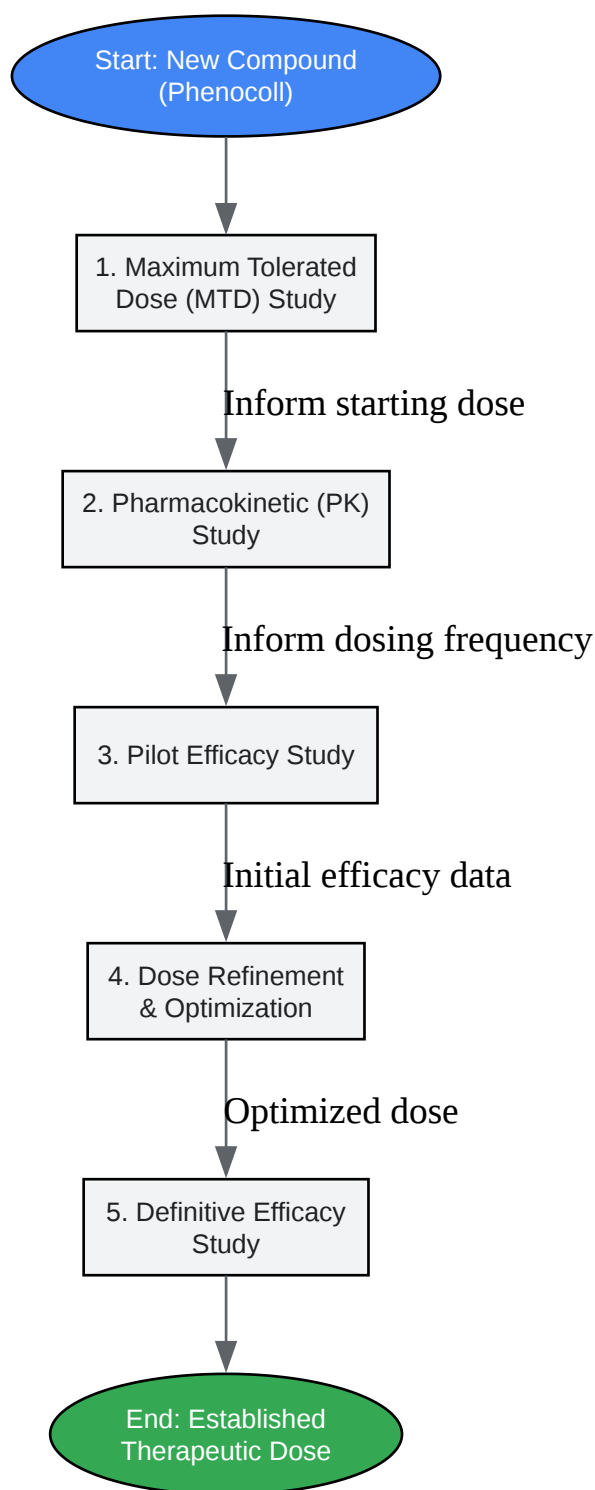 Start: New Compound
(Phenocoll)
1. Maximum Tolerated
Dose (MTD) Study
Inform starting dose
2. Pharmacokinetic (PK)
Study
Inform dosing frequency
3. Pilot Efficacy Study
Initial efficacy data
4. Dose Refinement
& Optimization
Optimized dose
5. Definitive Efficacy
Study
End: Established
Therapeutic Dose